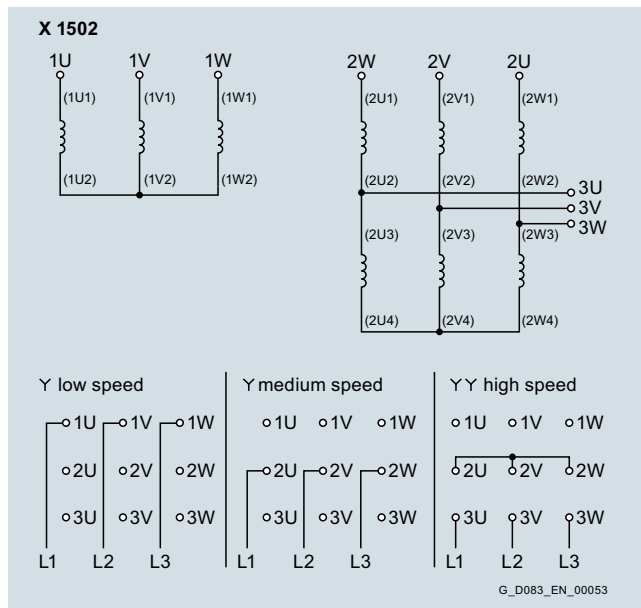 X 1502
1U 1V 1W 2W 2V 2U
(1U1) (1V1) (1W1) (2U1) (2V1) (2W1)
(1U2) (1V2) (1W2) (2U2) (2V2) (2W2) 3U
3V
3W
(2U3) (2V3) (2W3)
(2U4) (2V4) (2W4)
Y low speed Y medium speed YY high speed
1U 1V 1W 1U 1V 1W 1U 1V 1W
2U 2V 2W 2U 2V 2W 2U 2V 2W
3U 3V 3W 3U 3V 3W 3U 3V 3W
L1 L2 L3 L1 L2 L3 L1 L2 L3
G_D083_EN_00053